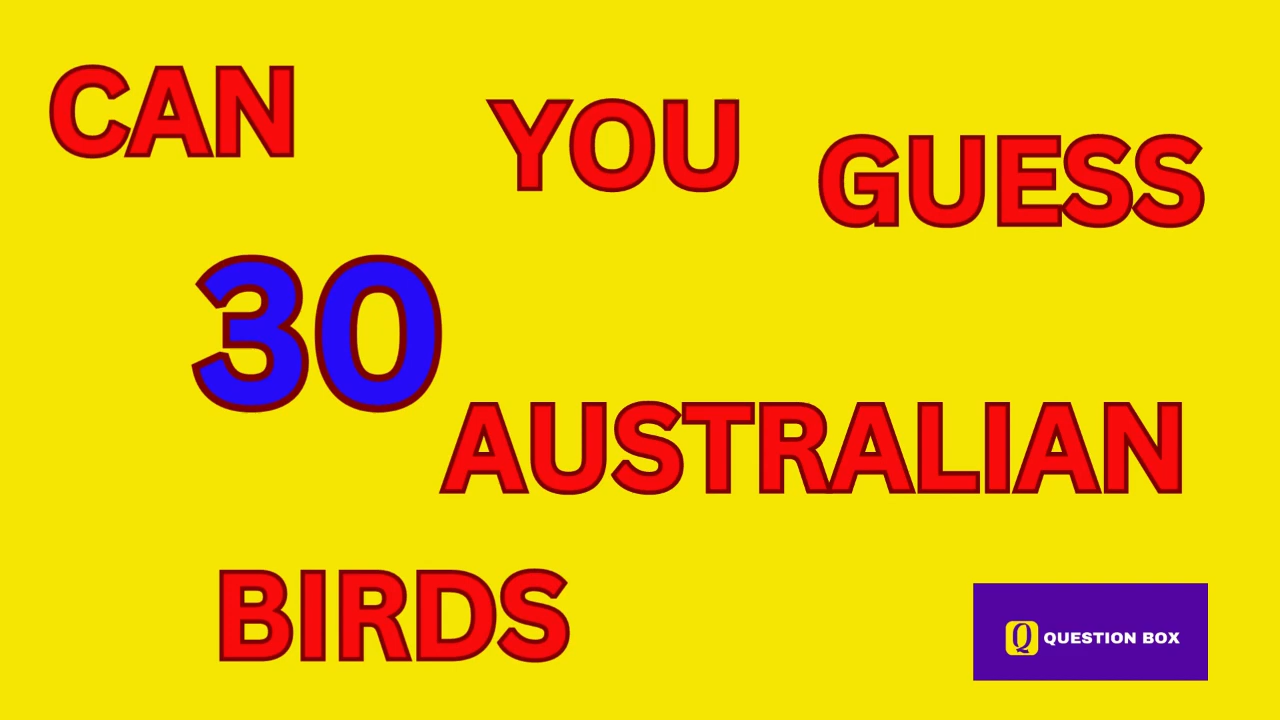 CAN YOU GUESS
30
AUSTRALIAN
BIRDS
Q QUESTION BOX